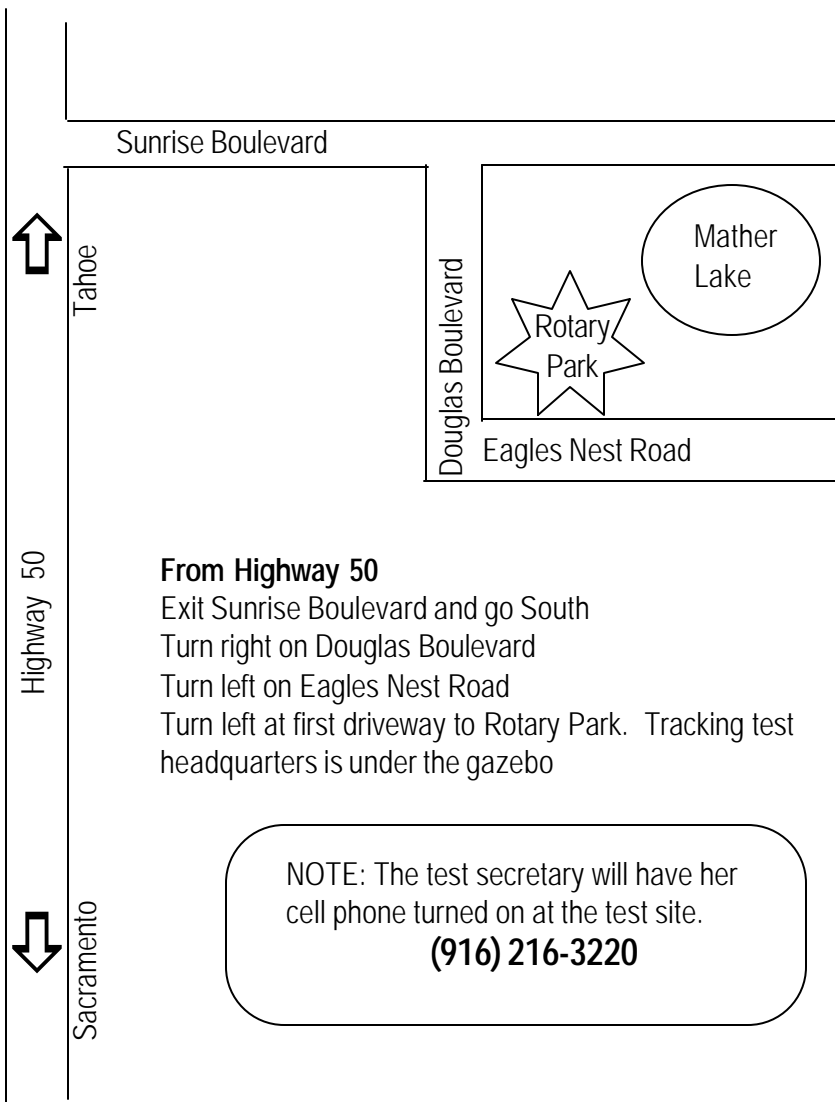 Sunrise Boulevard
Tahoe
Mather
Lake
Rotary
Park
Douglas Boulevard
Eagles Nest Road
Highway 50
From Highway 50
Exit Sunrise Boulevard and go South
Turn right on Douglas Boulevard
Turn left on Eagles Nest Road
Turn left at first driveway to Rotary Park.  Tracking test
headquarters is under the gazebo
Sacramento
NOTE: The test secretary will have her
cell phone turned on at the test site.
(916) 216-3220